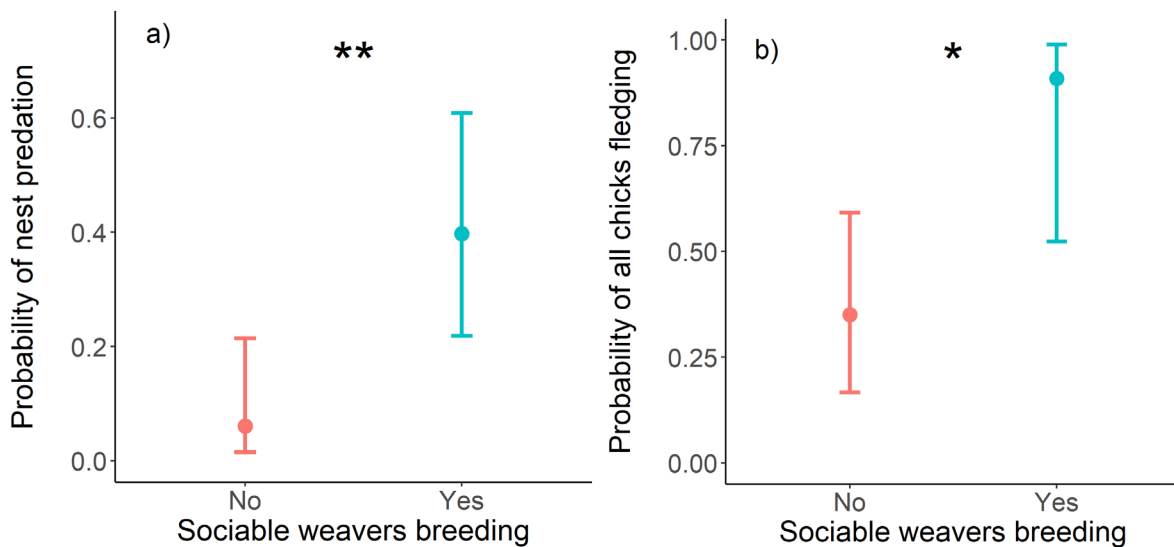 a)
**
Probability of nest predation
0.6
0.4
0.2
0.0
No
Yes
Sociable weavers breeding
b)
*
Probability of all chicks fledging
1.00
0.75
0.50
0.25
0.00
No
Yes
Sociable weavers breeding